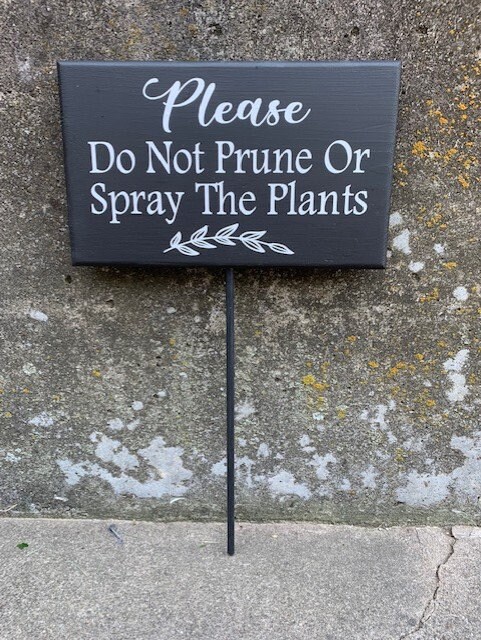 Please
Do Not Prune Or
Spray The Plants